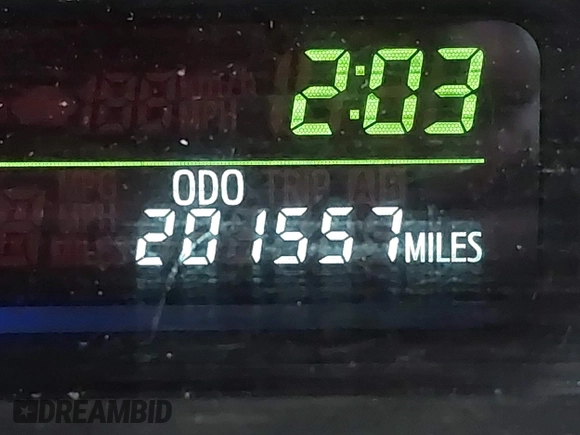 2:03
ODO
201557 MILES
DREAMBID